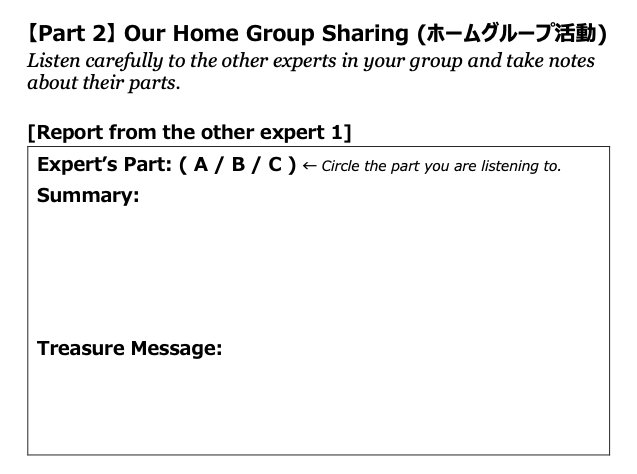 【Part 2】 Our Home Group Sharing (ホームグループ活動)
Listen carefully to the other experts in your group and take notes
about their parts.
[Report from the other expert 1]
Expert’s Part: ( A / B / C ) ← Circle the part you are listening to.
Summary:
Treasure Message: